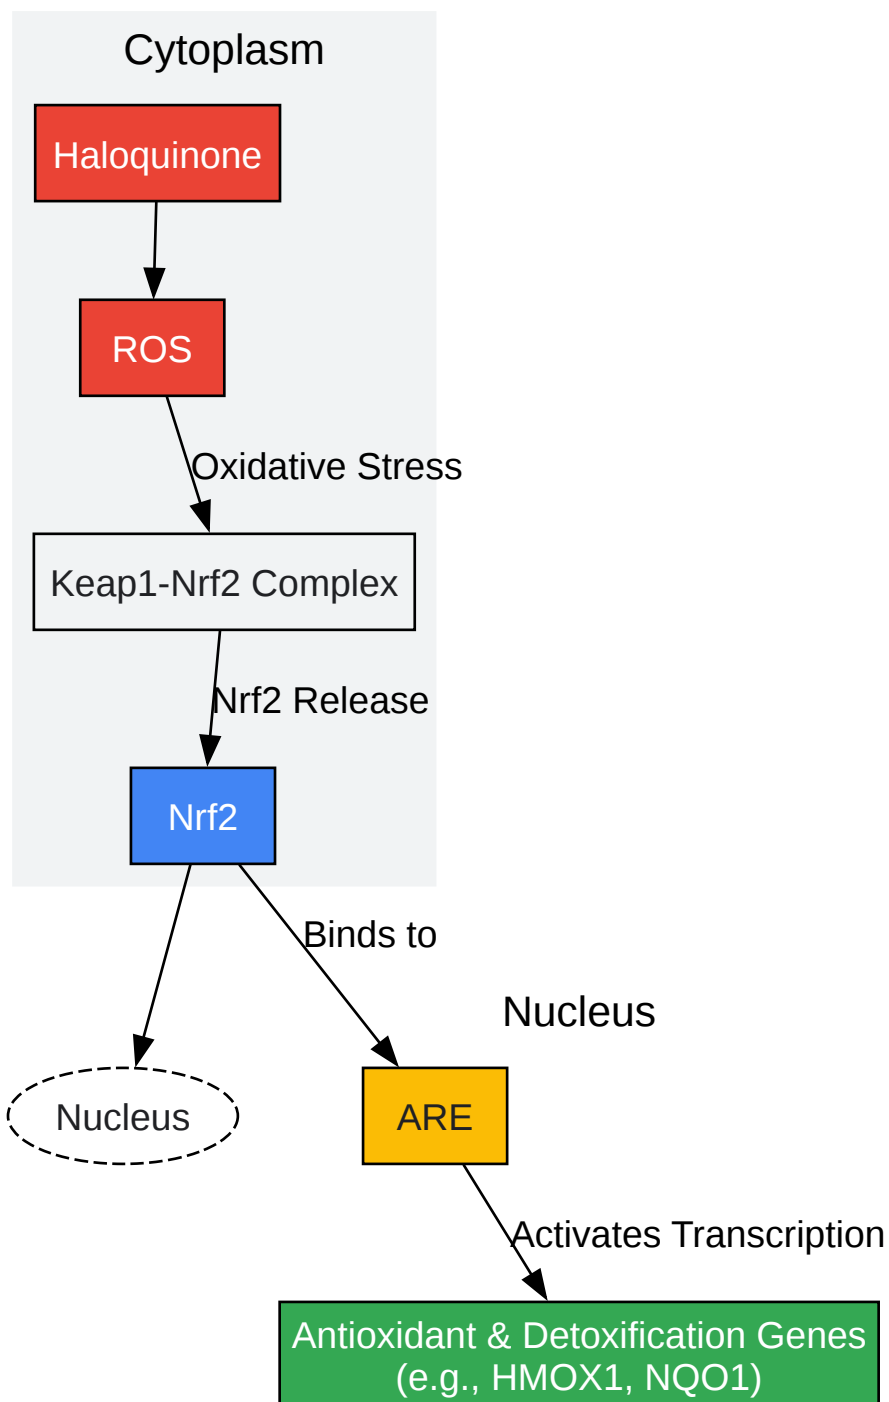 Cytoplasm
Haloquinone
ROS
Oxidative Stress
Keap1-Nrf2 Complex
Nrf2 Release
Nrf2
Binds to
Nucleus
Nucleus
ARE
Activates Transcription
Antioxidant & Detoxification Genes
(e.g., HMOX1, NQO1)